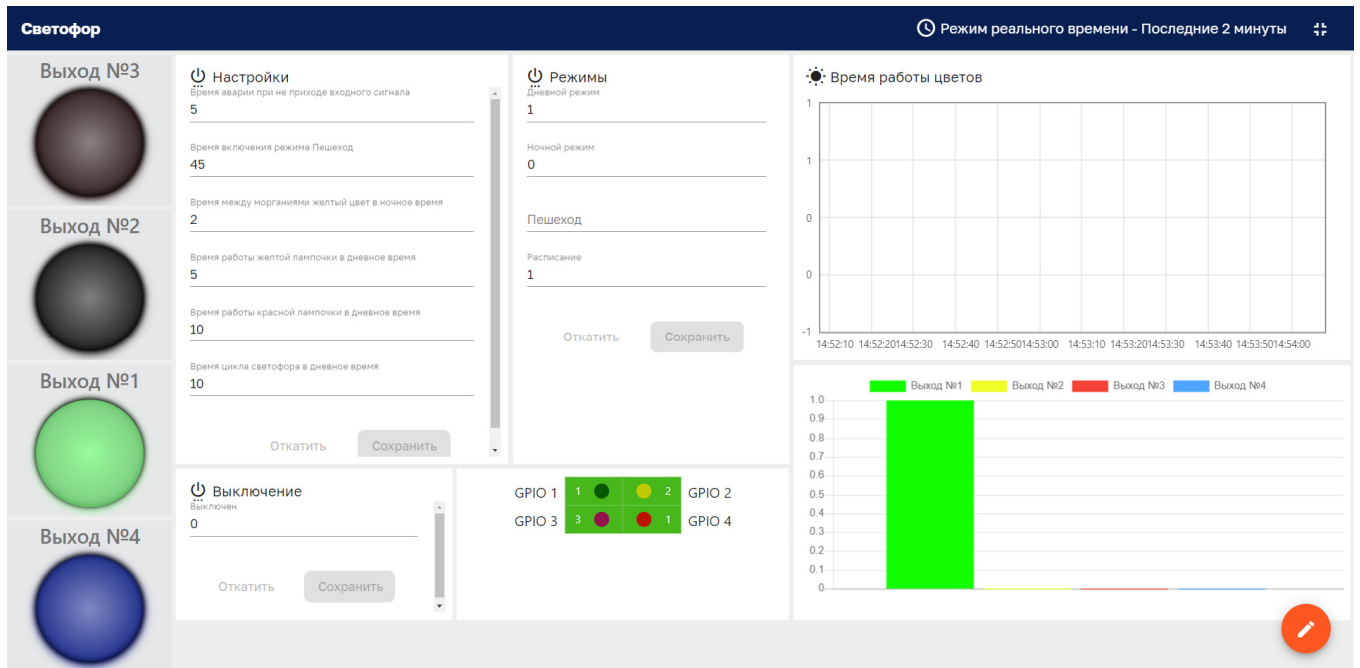 Светофор
Режим реального времени - Последние 2 минуты
Выход №3
Выход №2
Выход №1
Выход №4
Настройки
Время аварии при не приходе входного сигнала
5
Время включения режима Пешеход
45
Время между морганиями желтый цвет в ночное время
2
Время работы желтой лампочки в дневное время
5
Время работы красной лампочки в дневное время
10
Время цикла светофора в дневное время
10
Откатить Сохранить
Режимы
Дневной режим
1
Ночной режим
0
Пешеход
Расписание
1
Откатить Сохранить
Выключение
Выключен
0
Откатить Сохранить
GPIO 1 1 2 GPIO 2
GPIO 3 3 1 GPIO 4
Время работы цветов
1
1
0
0
-1
14:52:10 14:52:20 14:52:30 14:52:40 14:52:50 14:53:00 14:53:10 14:53:20 14:53:30 14:53:40 14:53:50 14:54:00
Выход №1 Выход №2 Выход №3 Выход №4
1.0
0.9
0.8
0.7
0.6
0.5
0.4
0.3
0.2
0.1
0